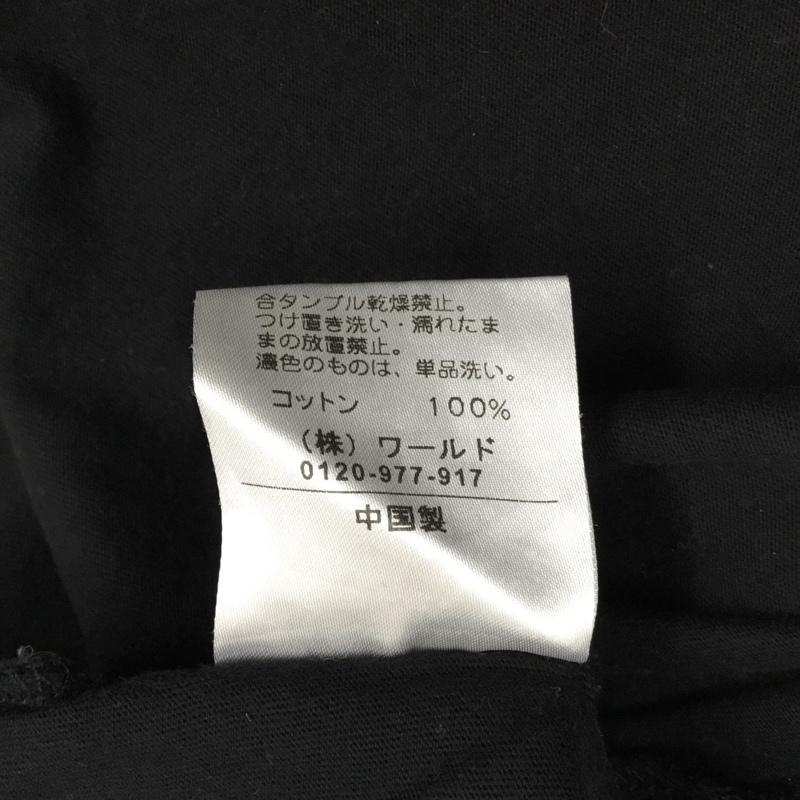 合タンブル乾燥禁止。
つけ置き洗い・濡れたま
まの放置禁止。
濃色のものは、単品洗い。
コットン 100%
（株）ワールド
0120-977-917
中国製